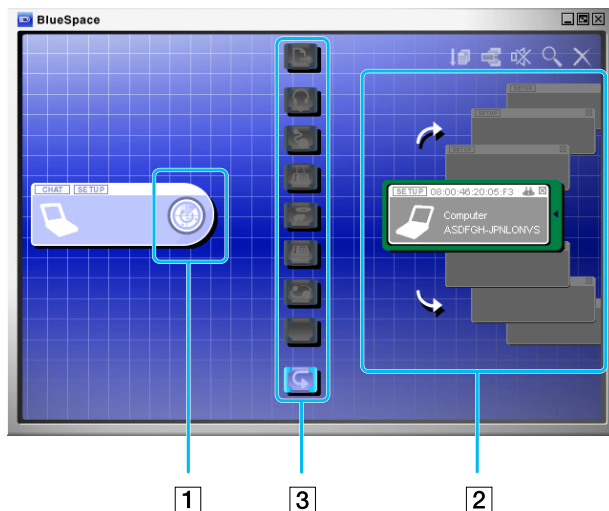 BlueSpace
SETUP
SETUP
SETUP
CHAT SETUP
SETUP 08:00:46:20:05:F3
Computer
ASDFGH-JPNLONVS
1
3
2